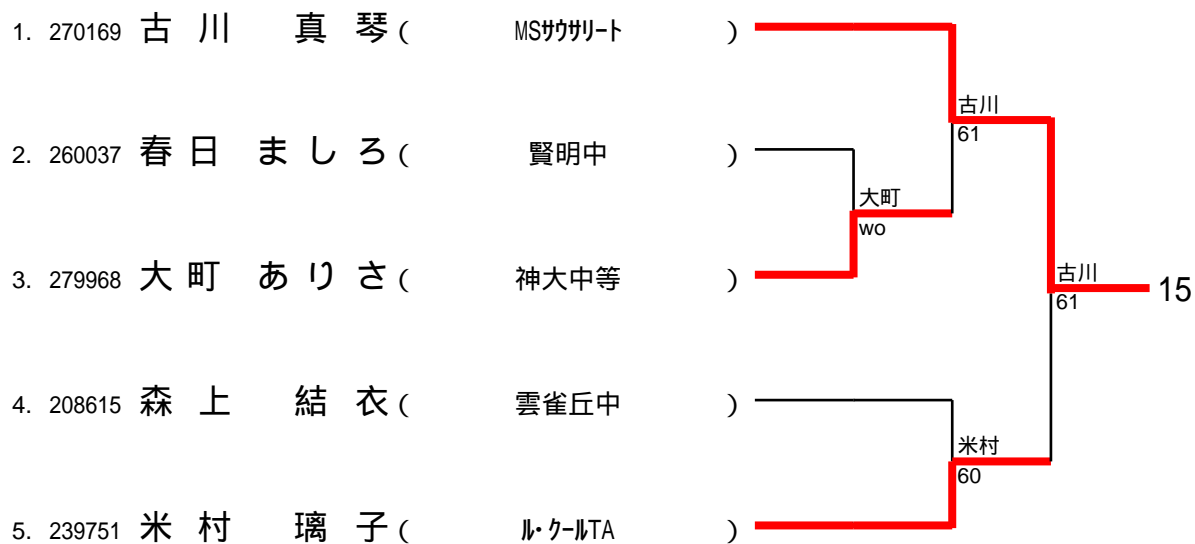 1. 270169 古川 真琴 ( MSサウサリート )
古川
61
2. 260037 春日 ましろ ( 賢明中 )
大町
wo
3. 279968 大町 ありさ ( 神大中等 )
古川
61
15
4. 208615 森上 結衣 ( 雲雀丘中 )
米村
60
5. 239751 米村 璃子 ( ル・クールTA )